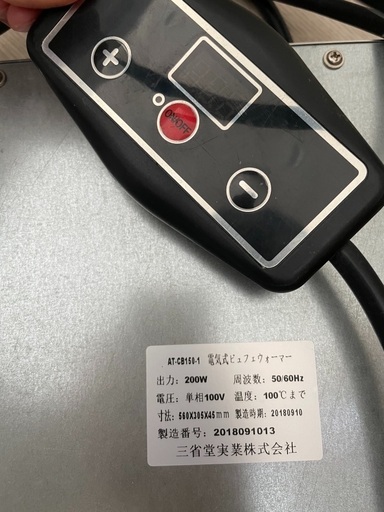 ON/OFF
AT-CB150-1 電気式ビュフェウォーマー
出力: 200W 周波数: 50/60Hz
電圧: 単相100V 温度: 100℃まで
寸法: 560X305X45mm 製造時期: 20180910
製造番号: 2018091013
三省堂実業株式会社